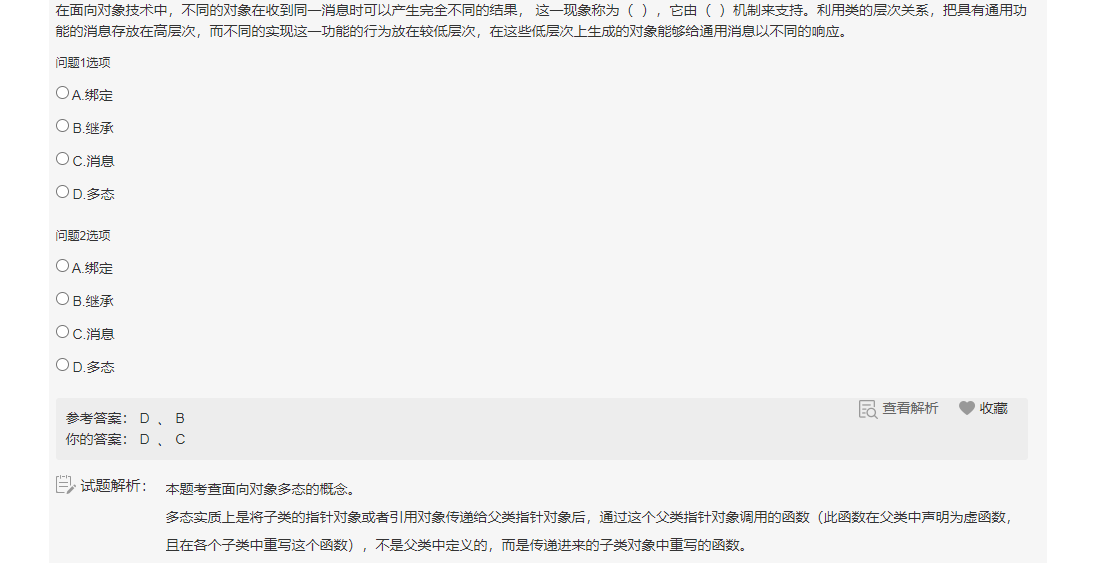 在面向对象技术中，不同的对象在收到同一消息时可以产生完全不同的结果， 这一现象称为（ ），它由（ ）机制来支持。利用类的层次关系，把具有通用功
能的消息存放在高层次，而不同的实现这一功能的行为放在较低层次，在这些低层次上生成的对象能够给通用消息以不同的响应。
问题1选项
A.绑定
B.继承
C.消息
D.多态
问题2选项
A.绑定
B.继承
C.消息
D.多态
参考答案： D 、 B
查看解析 收藏
你的答案： D 、 C
试题解析： 本题考查面向对象多态的概念。
多态实质上是将子类的指针对象或者引用对象传递给父类指针对象后，通过这个父类指针对象调用的函数（此函数在父类中声明为虚函数，
且在各个子类中重写这个函数），不是父类中定义的，而是传递进来的子类对象中重写的函数。